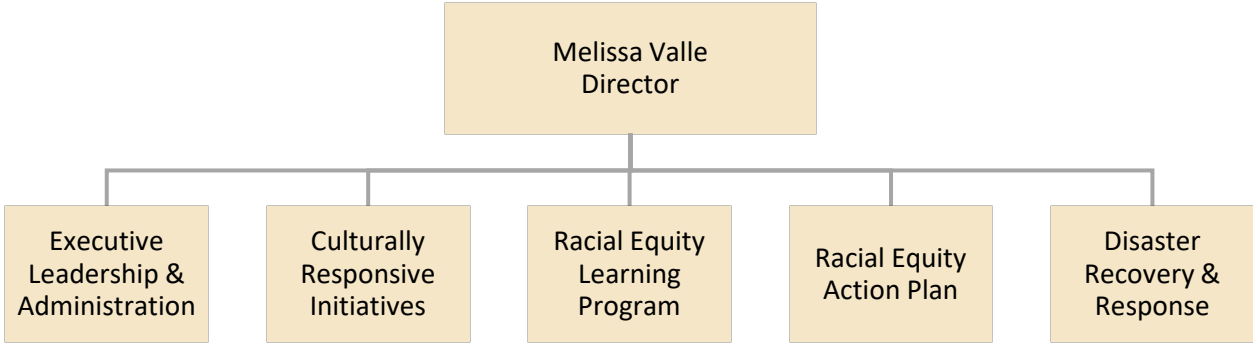 Melissa Valle
Director
Executive
Leadership &
Administration
Culturally
Responsive
Initiatives
Racial Equity
Learning
Program
Racial Equity
Action Plan
Disaster
Recovery &
Response